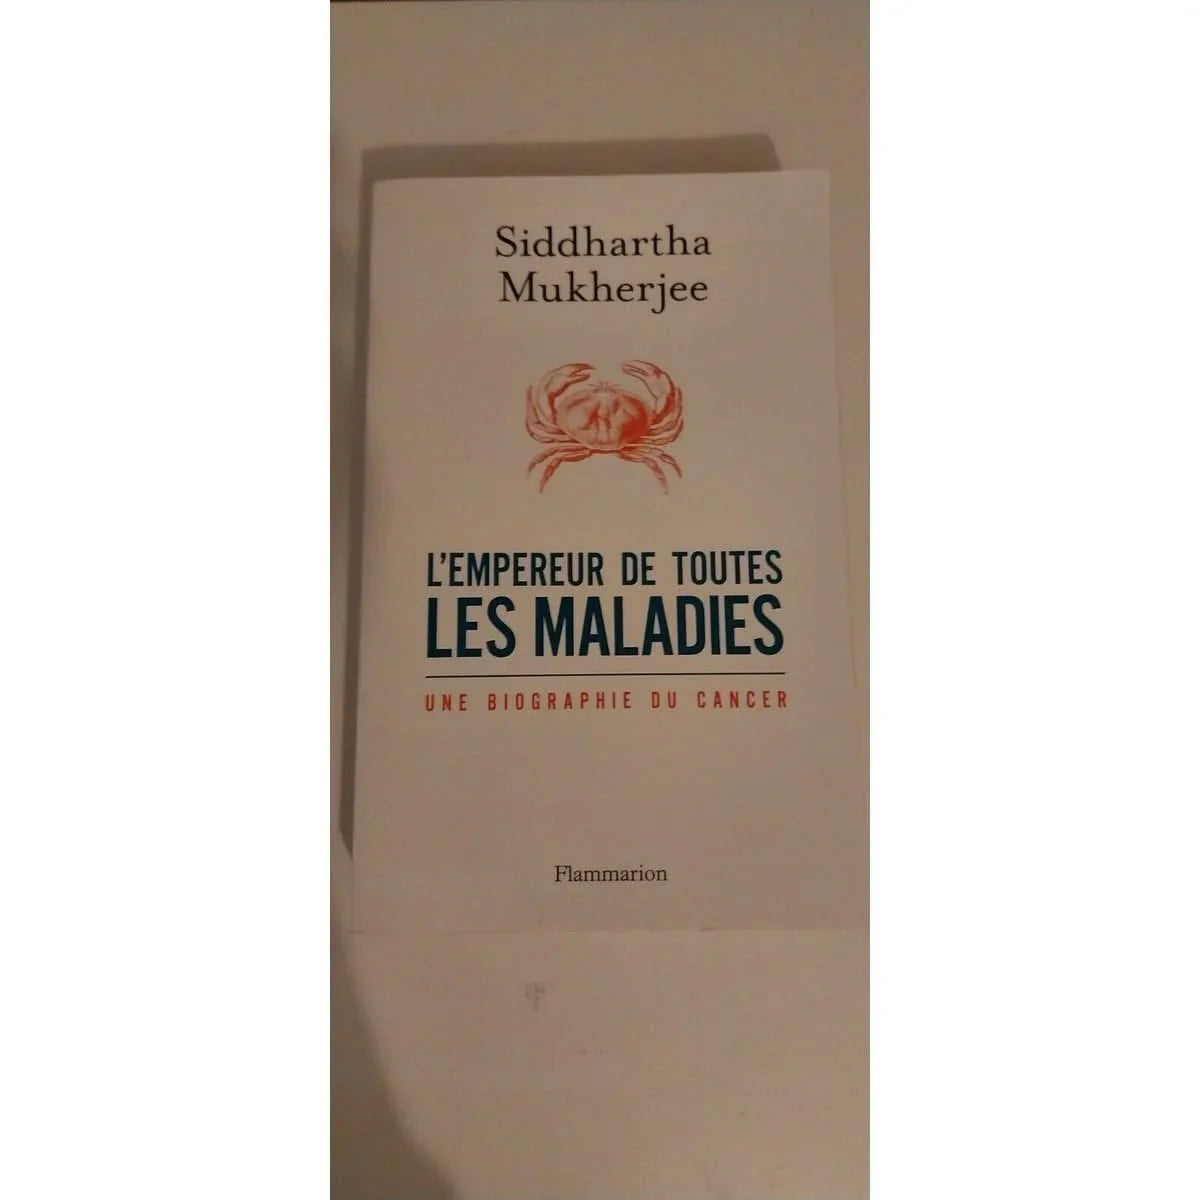 Siddhartha
Mukherjee
L'EMPEREUR DE TOUTES
LES MALADIES
UNE BIOGRAPHIE DU CANCER
Flammarion